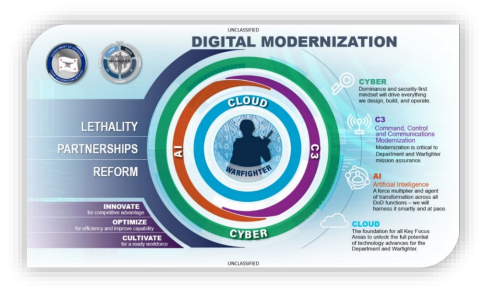 UNCLASSIFIED
DIGITAL MODERNIZATION
LETHALITY
PARTNERSHIPS
REFORM
INNOVATE
for competitive advantage
OPTIMIZE
for efficiency and improve capability
CULTIVATE
for a ready workforce
CLOUD
AI
C3
WARFIGHTER
CYBER
CYBER
Dominance and security-first
mindset will drive everything
we design, build, and operate.
C3
Command, Control
and Communications
Modernization
Modernization is critical to
Department and Warfighter
mission assurance.
AI
Artificial Intelligence
A force multiplier and agent
of transformation across all
DoD functions – we will
harness it smartly and at pace.
CLOUD
The foundation for all Key Focus
Areas to unlock the full potential
of technology advances for the
Department and Warfighter.
UNCLASSIFIED